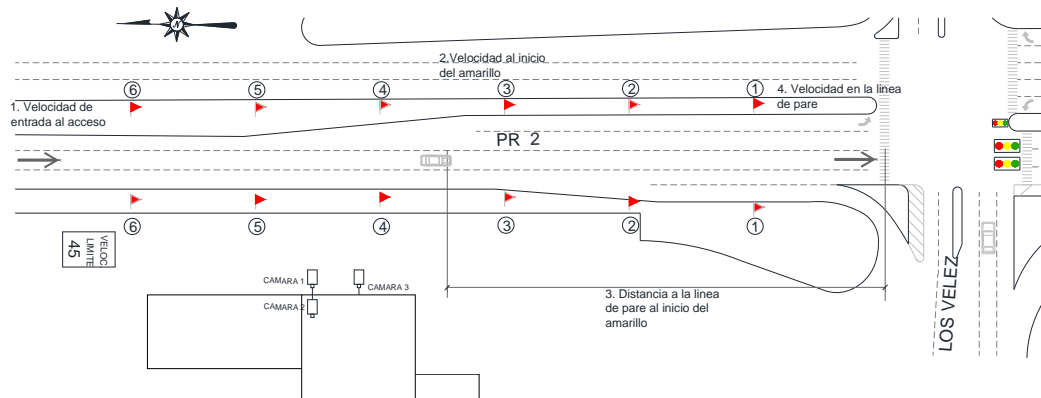 N
2.Velocidad al inicio
del amarillo
6
5
4
3
2
1
1. Velocidad de
entrada al acceso
4. Velocidad en la linea
de pare
PR 2
6
5
4
3
2
1
VELOC.
LIMITE
45
CAMARA 1
CAMARA 3
CAMARA 2
3. Distancia a la linea
de pare al inicio del
amarillo
LOS VELEZ